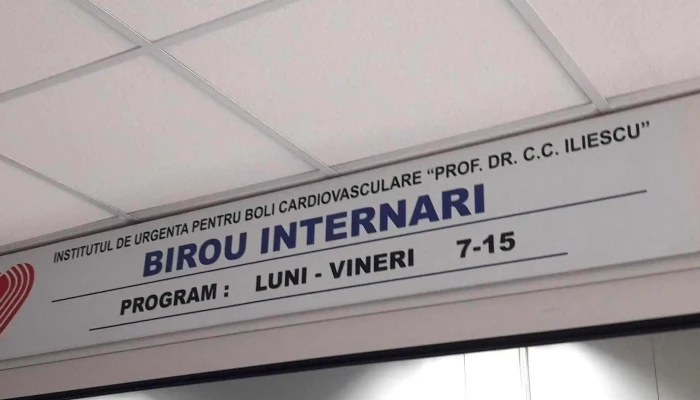 INSTITUTUL DE URGENTA PENTRU BOLI CARDIOVASCULARE “PROF. DR. C.C. ILIESCU”
BIROU INTERNARI
PROGRAM : LUNI - VINERI 7-15